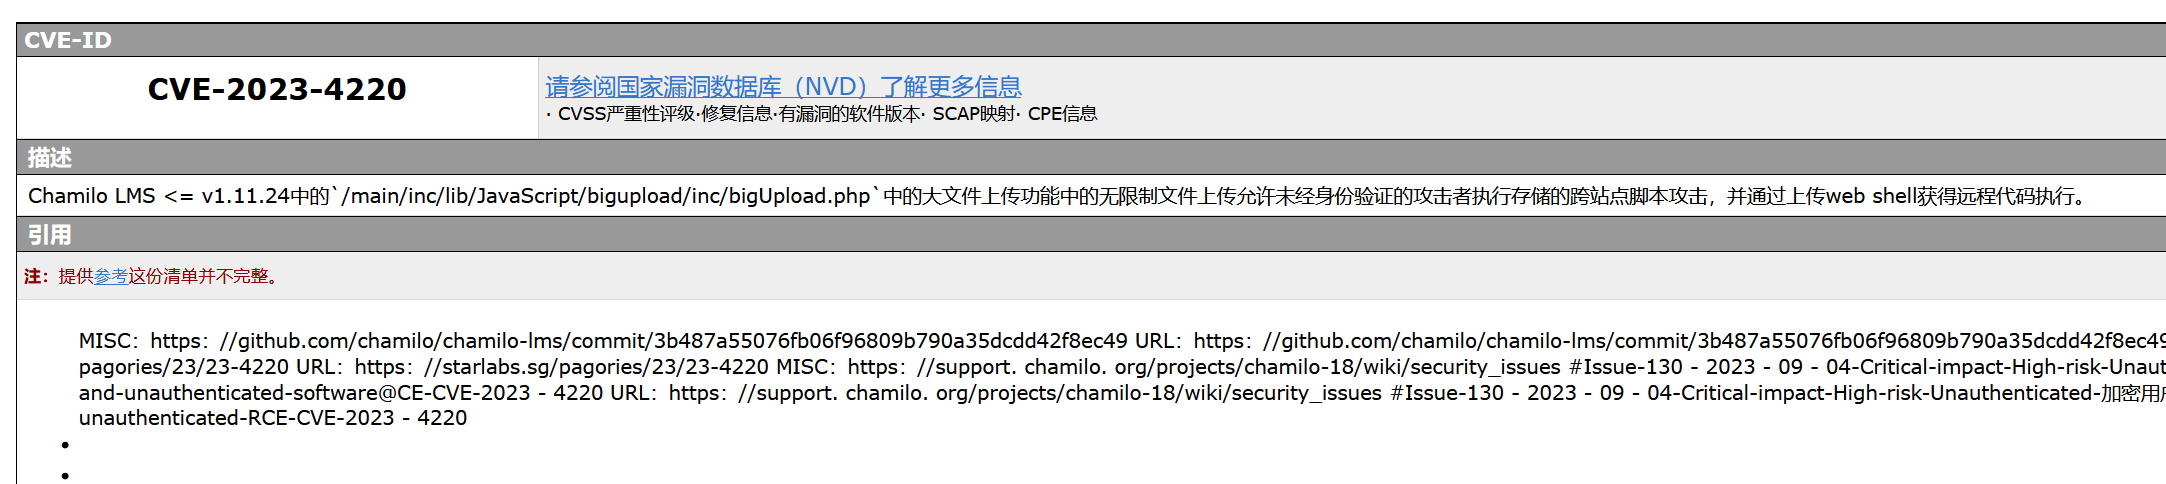 CVE-ID
CVE-2023-4220
请参阅国家漏洞数据库（NVD）了解更多信息
· CVSS严重性评级·修复信息·有漏洞的软件版本· SCAP映射· CPE信息
描述
Chamilo LMS <= v1.11.24中的`/main/inc/lib/JavaScript/bigupload/inc/bigUpload.php`中的大文件上传功能中的无限制文件上传允许未经身份验证的攻击者执行存储的跨站点脚本攻击，并通过上传web shell获得远程代码执行。
引用
注：提供参考这份清单并不完整。
MISC：https：//github.com/chamilo/chamilo-lms/commit/3b487a55076fb06f96809b790a35dcdd42f8ec49 URL：https：//github.com/chamilo/chamilo-lms/commit/3b487a55076fb06f96809b790a35dcdd42f8ec49
pagories/23/23-4220 URL：https：//starlabs.sg/pagories/23/23-4220 MISC：https：//support. chamilo. org/projects/chamilo-18/wiki/security_issues #Issue-130 - 2023 - 09 - 04-Critical-impact-High-risk-Unaut
and-unauthenticated-software@CE-CVE-2023 - 4220 URL：https：//support. chamilo. org/projects/chamilo-18/wiki/security_issues #Issue-130 - 2023 - 09 - 04-Critical-impact-High-risk-Unauthenticated-加密用户
unauthenticated-RCE-CVE-2023 - 4220